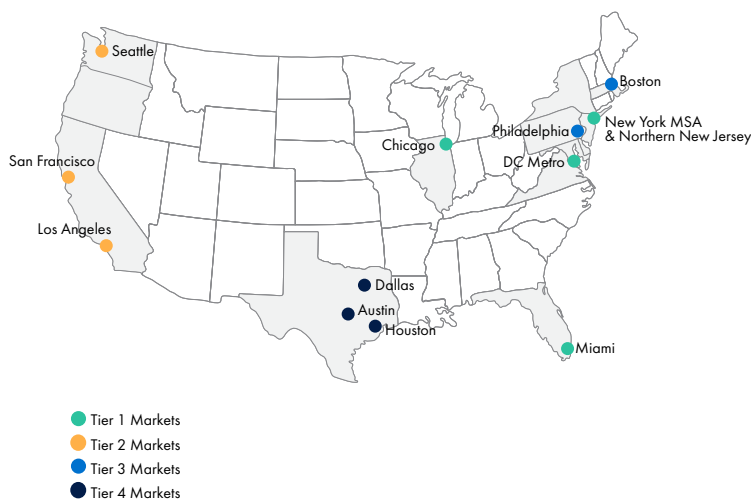 Seattle
Boston
New York MSA
& Northern New Jersey
Philadelphia
Chicago
DC Metro
San Francisco
Los Angeles
Dallas
Austin
Houston
Miami
Tier 1 Markets
Tier 2 Markets
Tier 3 Markets
Tier 4 Markets